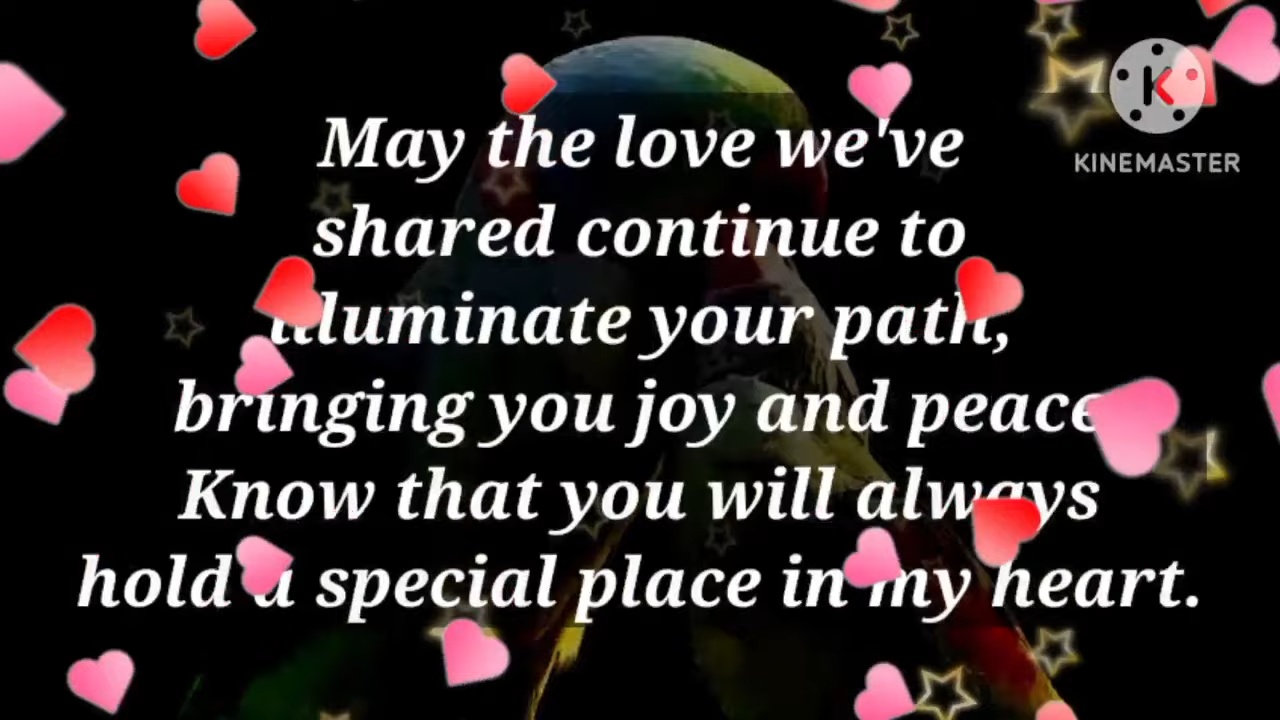 May the love we've
shared continue to
illuminate your path,
bringing you joy and peace
Know that you will always
hold a special place in my heart.
KINEMASTER